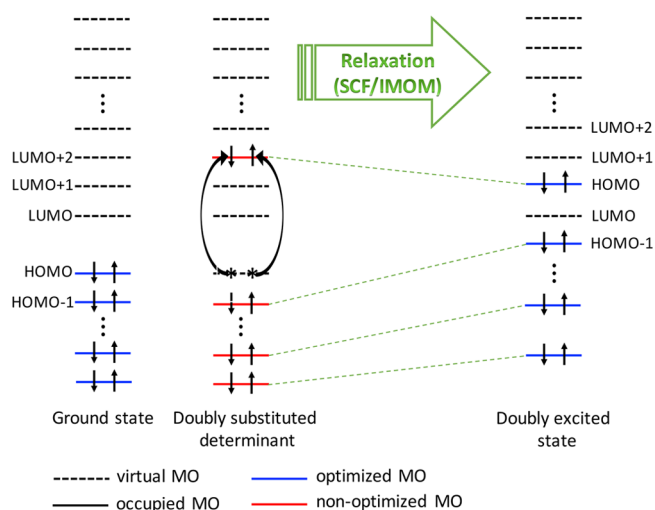 Relaxation
(SCF/IMOM)
LUMO+2
LUMO+1
LUMO
HOMO
HOMO-1
LUMO+2
LUMO+1
HOMO
LUMO
HOMO-1
Ground state
Doubly substituted
determinant
Doubly excited
state
virtual MO
optimized MO
occupied MO
non-optimized MO